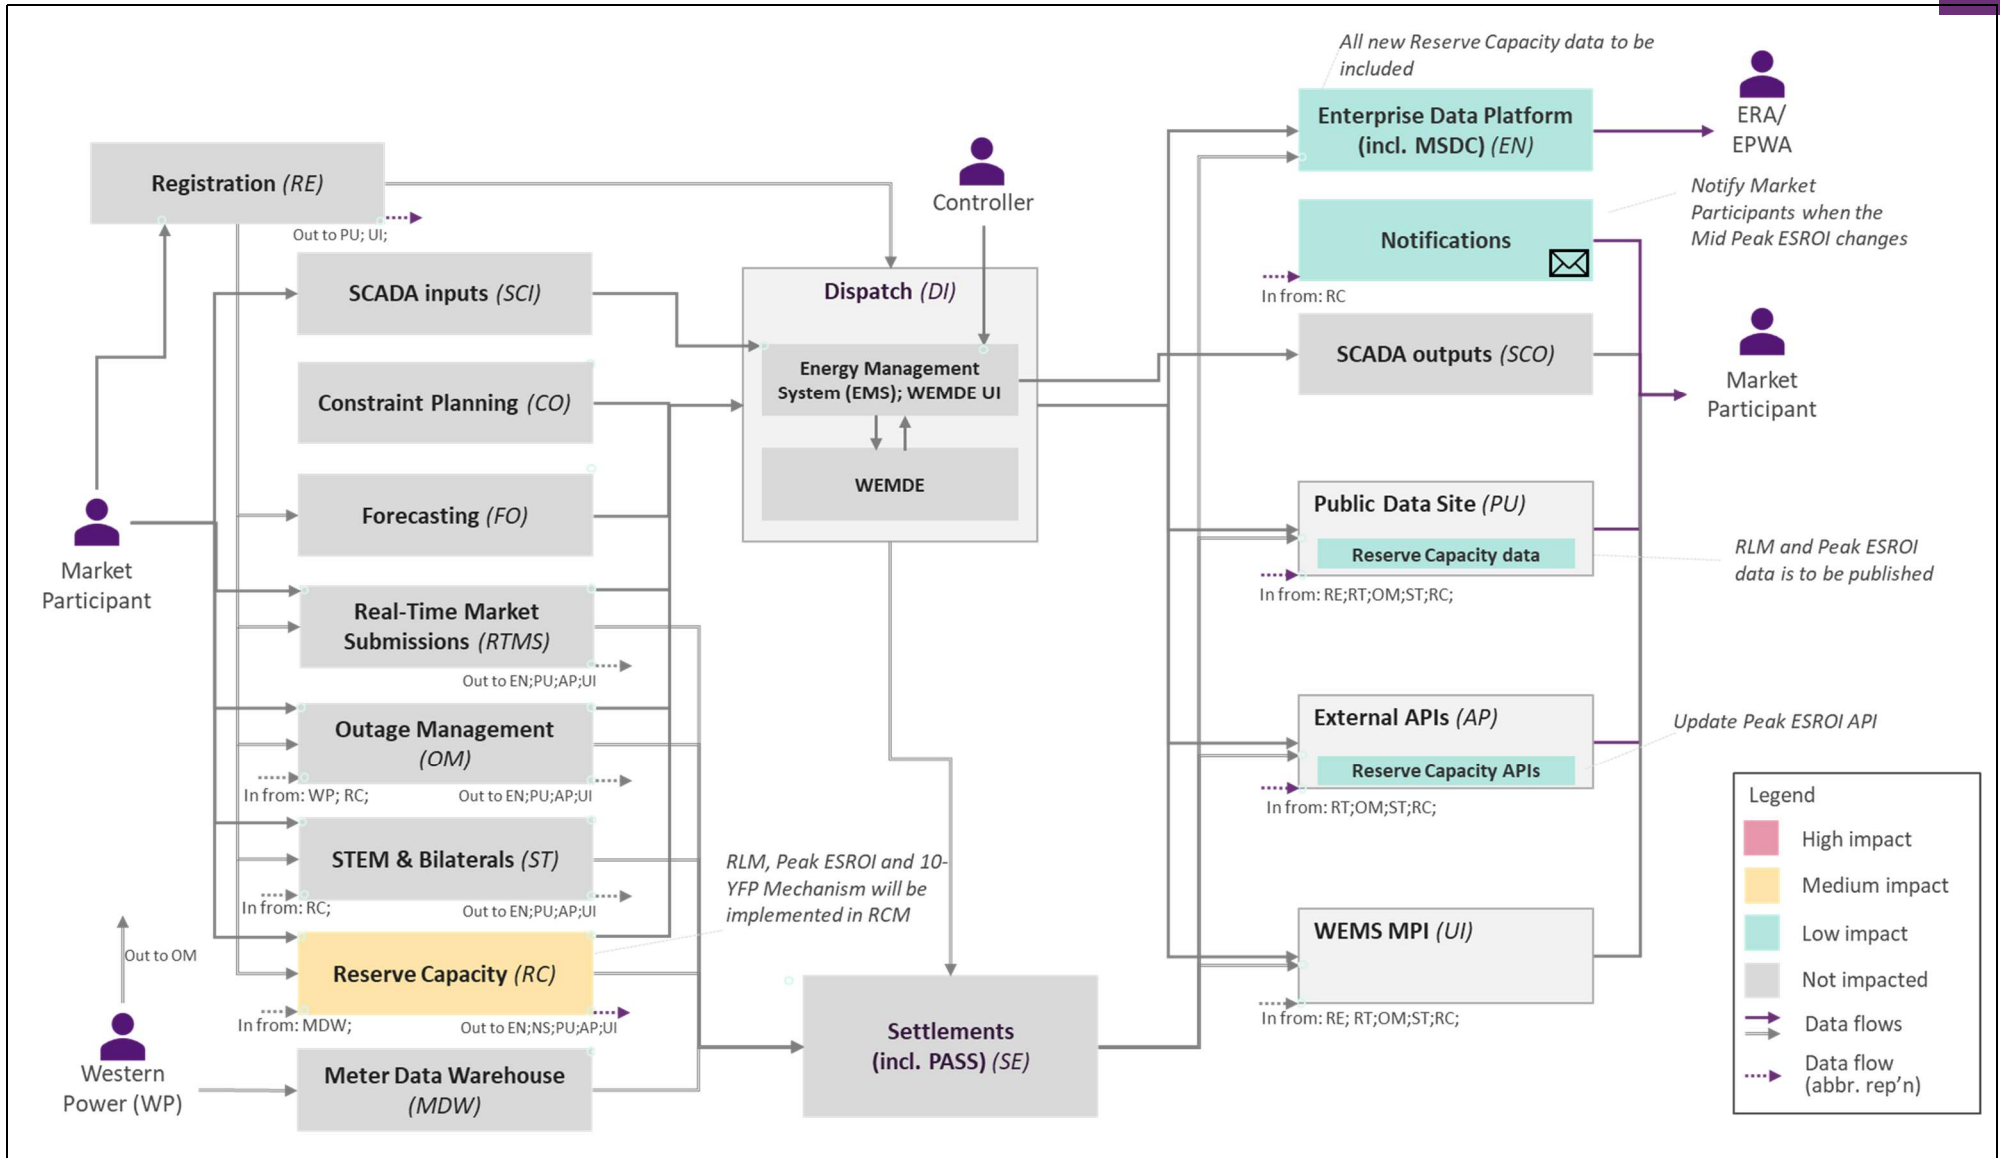 All new Reserve Capacity data to be
included
Enterprise Data Platform
(incl. MSDC) (EN)
ERA/
EPWA
Registration (RE)
Out to PU; UI;
Controller
Notifications
In from: RC
Notify Market
Participants when the
Mid Peak ESROI changes
SCADA inputs (SCI)
Dispatch (DI)
Energy Management
System (EMS); WEMDE UI
WEMDE
SCADA outputs (SCO)
Market
Participant
Constraint Planning (CO)
Forecasting (FO)
Market
Participant
Public Data Site (PU)
Reserve Capacity data
In from: RE;RT;OM;ST;RC;
RLM and Peak ESROI
data is to be published
Real-Time Market
Submissions (RTMS)
Out to EN;PU;AP;UI
Outage Management
(OM)
In from: WP; RC;
Out to EN;PU;AP;UI
External APIs (AP)
Reserve Capacity APIs
In from: RT;OM;ST;RC;
Update Peak ESROI API
STEM & Bilaterals (ST)
In from: RC;
Out to EN;PU;AP;UI
RLM, Peak ESROI and 10-
YFP Mechanism will be
implemented in RCM
Reserve Capacity (RC)
In from: MDW;
Out to EN;NS;PU;AP;UI
Out to OM
Western
Power (WP)
Meter Data Warehouse
(MDW)
Settlements
(incl. PASS) (SE)
WEMS MPI (UI)
In from: RE; RT;OM;ST;RC;
Legend
High impact
Medium impact
Low impact
Not impacted
Data flows
Data flow
(abbr. rep'n)